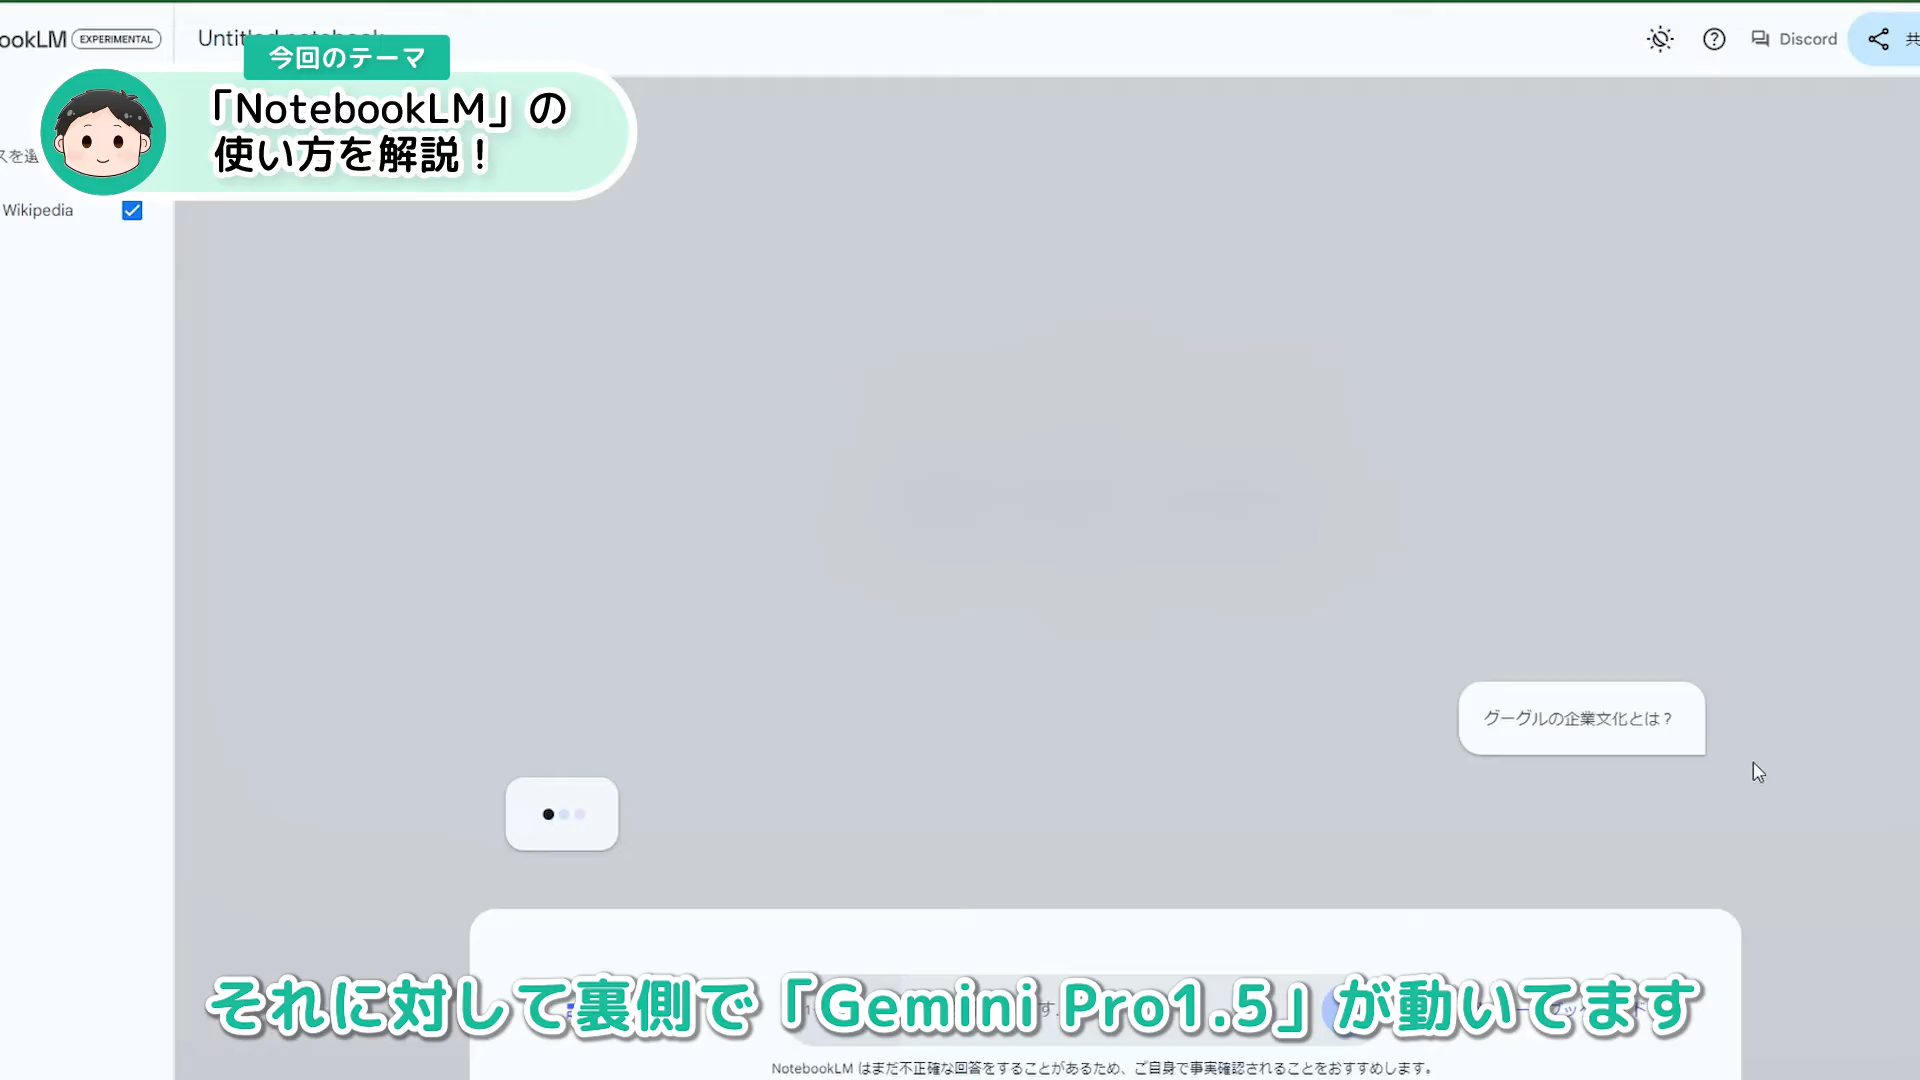 ookLM EXPERIMENTAL
Discord
共
今回のテーマ
「NotebookLM」の
使い方を解説！
Wikipedia
グーグルの企業文化とは？
それに対して裏側で「Gemini Pro1.5」が動いてます
NotebookLM はまだ不正確な回答をすることがあるため、ご自身で事実確認されることをおすすめします。